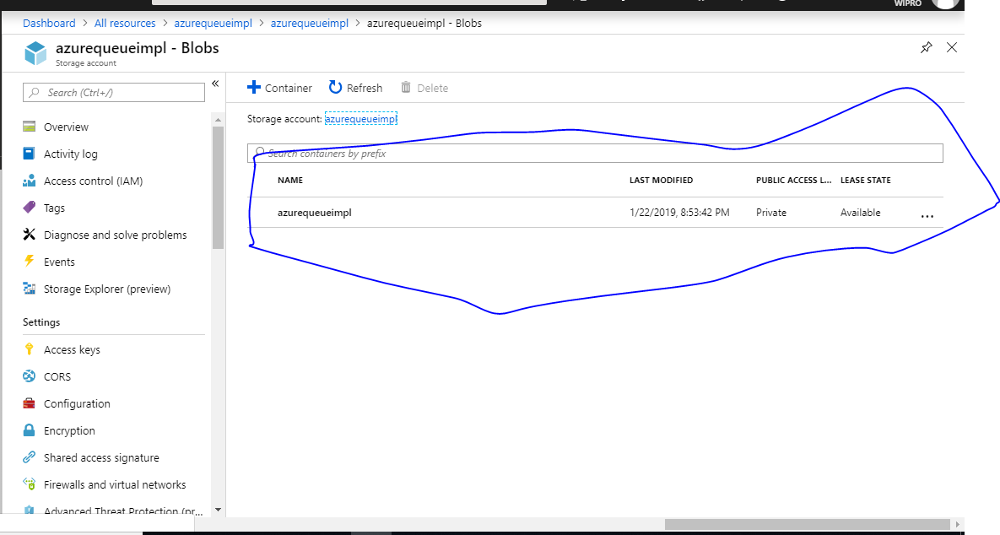 WIPRO
Dashboard > All resources > azurequeueimpl > azurequeueimpl > azurequeueimpl - Blobs
azurequeueimpl - Blobs
Storage account
Search (Ctrl+/)
«
Overview
Activity log
Access control (IAM)
Tags
Diagnose and solve problems
Events
Storage Explorer (preview)
Settings
Access keys
CORS
Configuration
Encryption
Shared access signature
Firewalls and virtual networks
Advanced Threat Protection (pr...
Container Refresh Delete
Storage account: azurequeueimpl
Search containers by prefix
NAME LAST MODIFIED PUBLIC ACCESS L... LEASE STATE
azurequeueimpl 1/22/2019, 8:53:42 PM Private Available ...